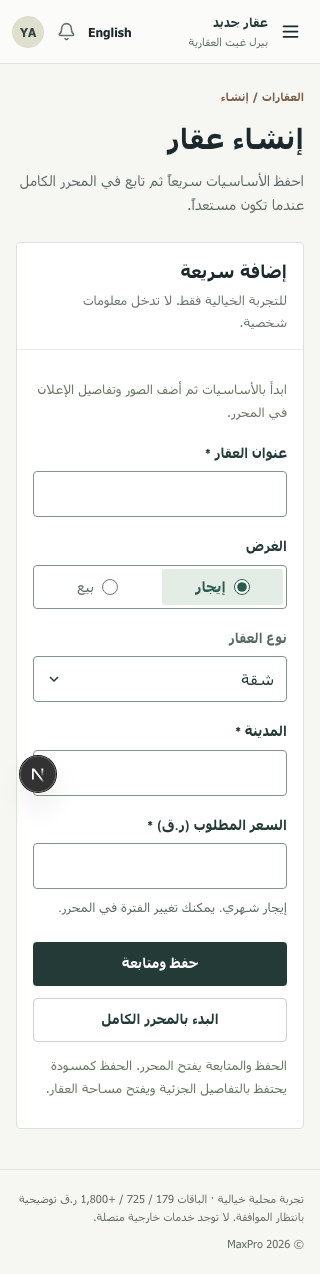 عقار جديد
بيرل غيت العقارية
English
YA
العقارات / إنشاء
إنشاء عقار
احفظ الأساسيات سريعاً ثم تابع في المحرر الكامل
عندما تكون مستعداً.
إضافة سريعة
للتجربة الخيالية فقط. لا تدخل معلومات
شخصية.
ابدأ بالأساسيات ثم أضف الصور وتفاصيل الإعلان
في المحرر.
عنوان العقار *
الغرض
إيجار
بيع
نوع العقار
شقة
المدينة *
N
السعر المطلوب (ر.ق) *
إيجار شهري. يمكنك تغيير الفترة في المحرر.
حفظ ومتابعة
البدء بالمحرر الكامل
الحفظ والمتابعة يفتح المحرر. الحفظ كمسودة
يحتفظ بالتفاصيل الجزئية ويفتح مساحة العقار.
تجربة محلية خيالية · الباقات 179 / 725 / +1,800 ر.ق توضيحية
بانتظار الموافقة. لا توجد خدمات خارجية متصلة.
© 2026 MaxPro